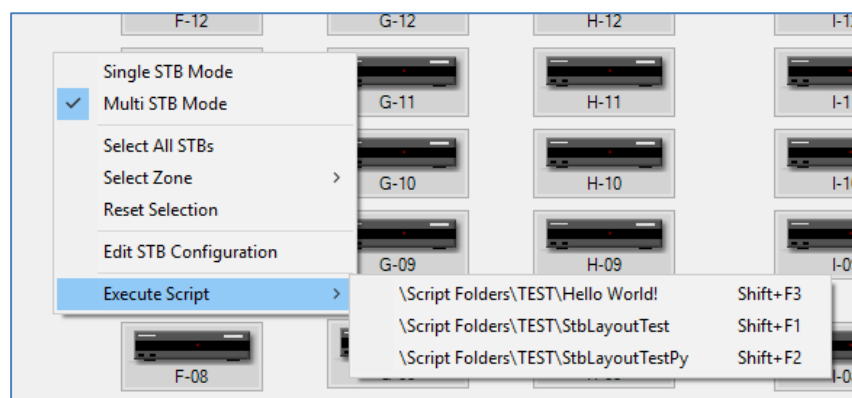 F-12 G-12 H-12
Single STB Mode
Multi STB Mode
G-11 H-11
Select All STBs
Select Zone
G-10 H-10
Reset Selection
Edit STB Configuration
G-09 H-09
Execute Script
\Script Folders\TEST\Hello World! Shift+F3
\Script Folders\TEST\StbLayoutTest Shift+F1
\Script Folders\TEST\StbLayoutTestPy Shift+F2
F-08